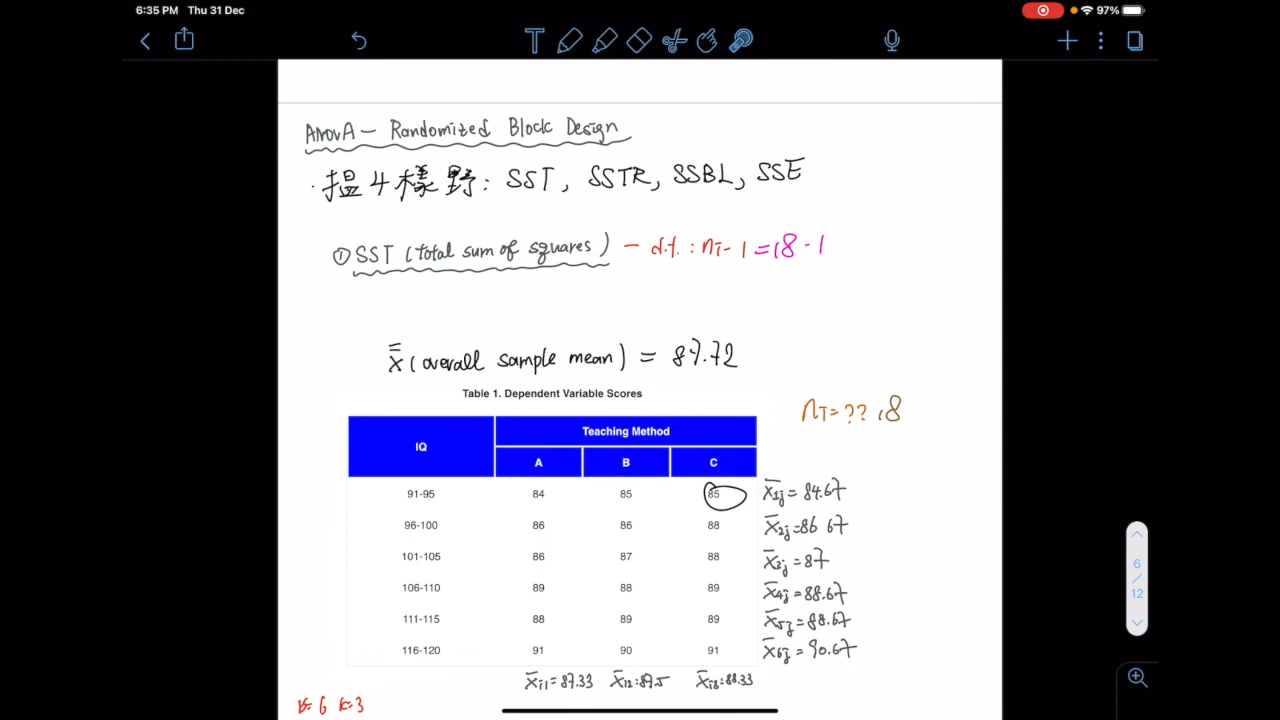 6:35 PM Thu 31 Dec
97%
AnovA - Randomized Block Design
· 搵4樣野: SST, SSTR, SSBL, SSE
① SST (total sum of squares) - d.f. : nT - 1 = 18 - 1
x̿ (overall sample mean) = 87.72
Table 1. Dependent Variable Scores
nT = ?? 18
IQ Teaching Method
A B C
91-95 84 85 85 x̄1j = 84.67
96-100 86 86 88 x̄2j = 86 67
101-105 86 87 88 x̄3j = 87
106-110 89 88 89 x̄4j = 88.67
111-115 88 89 89 x̄5j = 88.67
116-120 91 90 91 x̄6j = 90.67
x̄i1 = 87.33 x̄i2 = 87.5 x̄i3 = 88.33
b=6 k=3
6
/
12